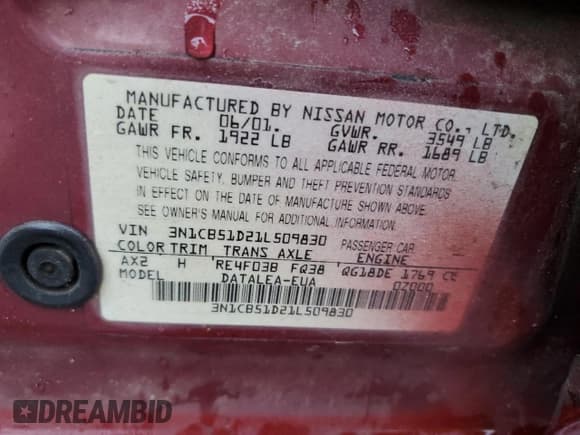 MANUFACTURED BY NISSAN MOTOR CO., LTD.
DATE 06/01. GVWR. 3549 LB
GAWR FR. 1922 LB GAWR RR. 1689 LB
THIS VEHICLE CONFORMS TO ALL APPLICABLE FEDERAL MOTOR
VEHICLE SAFETY, BUMPER AND THEFT PREVENTION STANDARDS
IN EFFECT ON THE DATE OF MANUFACTURE SHOWN ABOVE.
SEE OWNER'S MANUAL FOR ADDITIONAL INFORMATION.
VIN 3N1CB51D21L509830 PASSENGER CAR
COLOR TRIM TRANS AXLE ENGINE
AX2 H RE4F03B FQ38 QG18DE 1769 CC
MODEL DATALEA-EUA 07000
3N1CB51D21L509830
DREAMBID